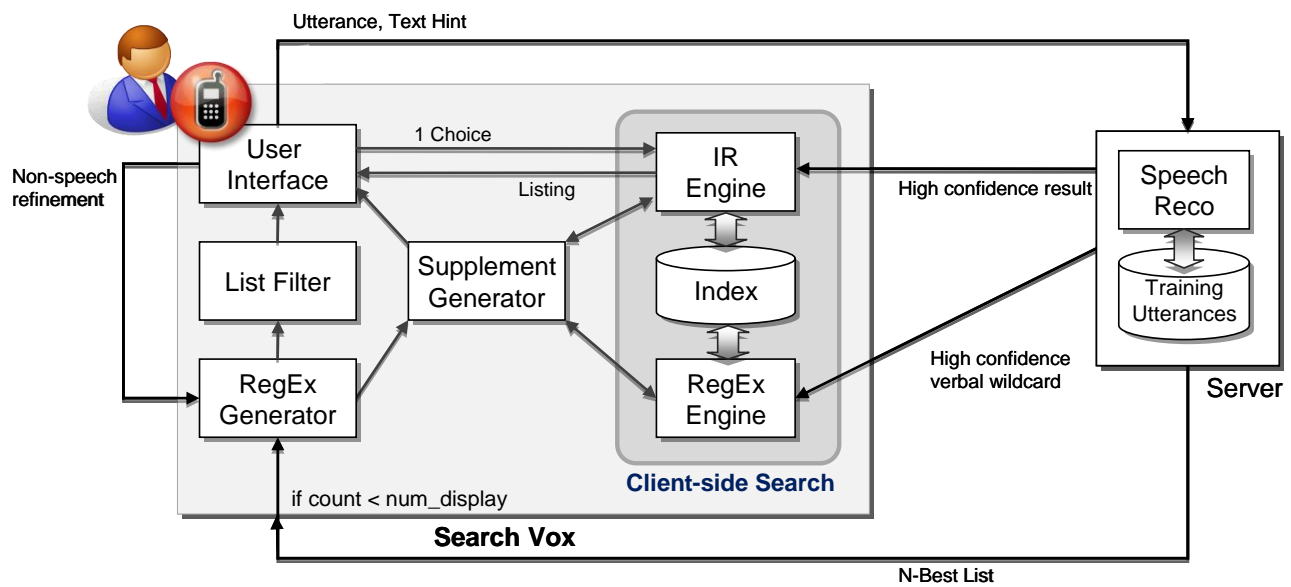 Utterance, Text Hint
User
Interface
1 Choice
Listing
IR
Engine
Non-speech
refinement
High confidence result
Speech
Reco
List Filter
Supplement
Generator
Index
Training
Utterances
RegEx
Generator
RegEx
Engine
High confidence
verbal wildcard
Server
Client-side Search
if count < num_display
Search Vox
N-Best List